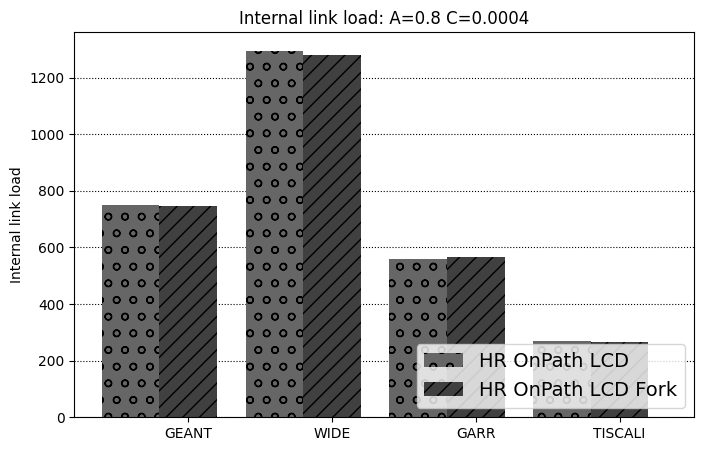 Internal link load: A=0.8 C=0.0004
Internal link load
1200
1000
800
600
400
200
0
GEANT WIDE GARR TISCALI
HR OnPath LCD
HR OnPath LCD Fork